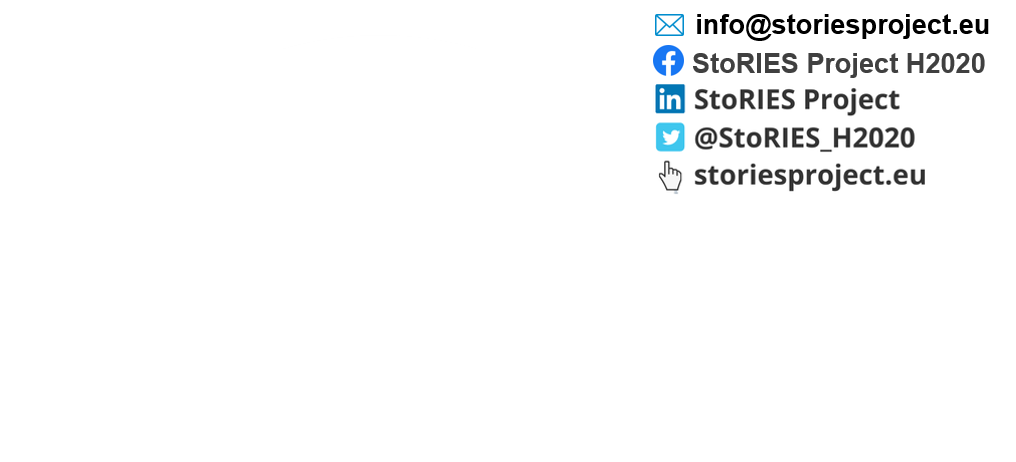 info@storiesproject.eu
StoRIES Project H2020
StoRIES Project
@StoRIES_H2020
storiesproject.eu